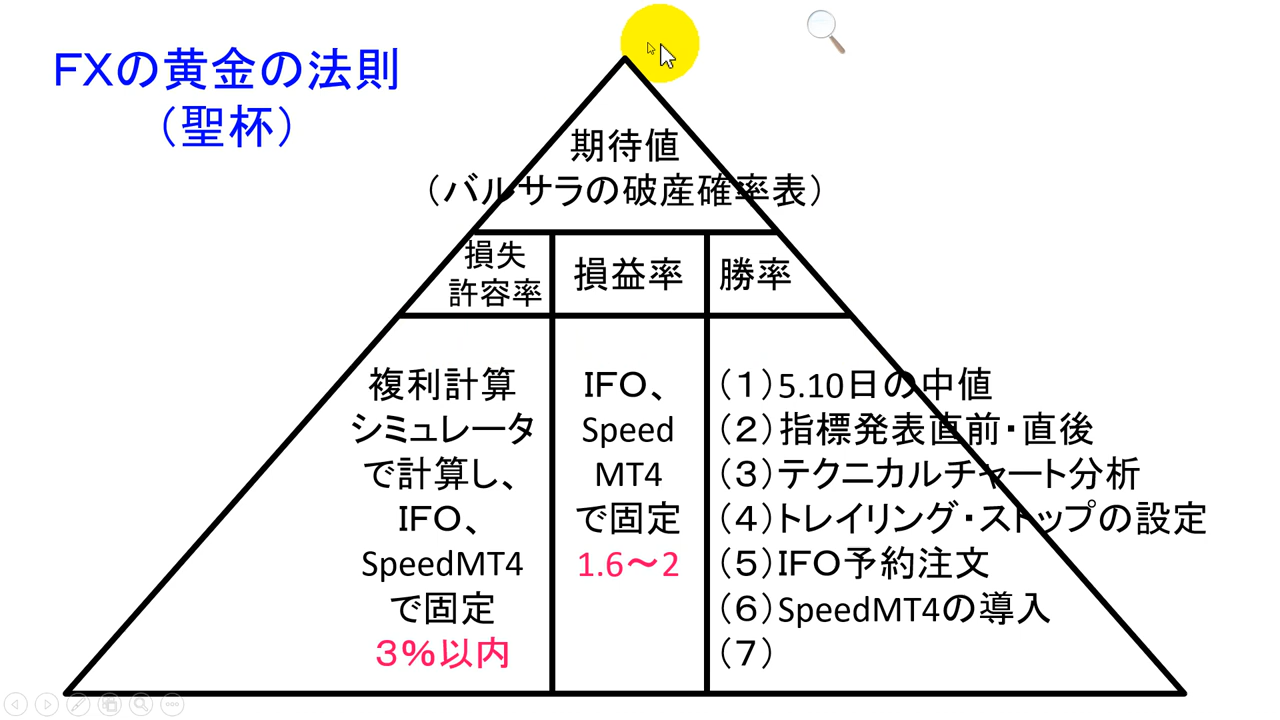 FXの黄金の法則
（聖杯）
期待値
（バルサラの破産確率表）
損失
許容率
損益率
勝率
複利計算
シミュレータ
で計算し、
IFO、
SpeedMT4
で固定
3%以内
IFO、
Speed
MT4
で固定
1.6～2
（1）5.10日の中値
（2）指標発表直前・直後
（3）テクニカルチャート分析
（4）トレイリング・ストップの設定
（5）IFO予約注文
（6）SpeedMT4の導入
（7）